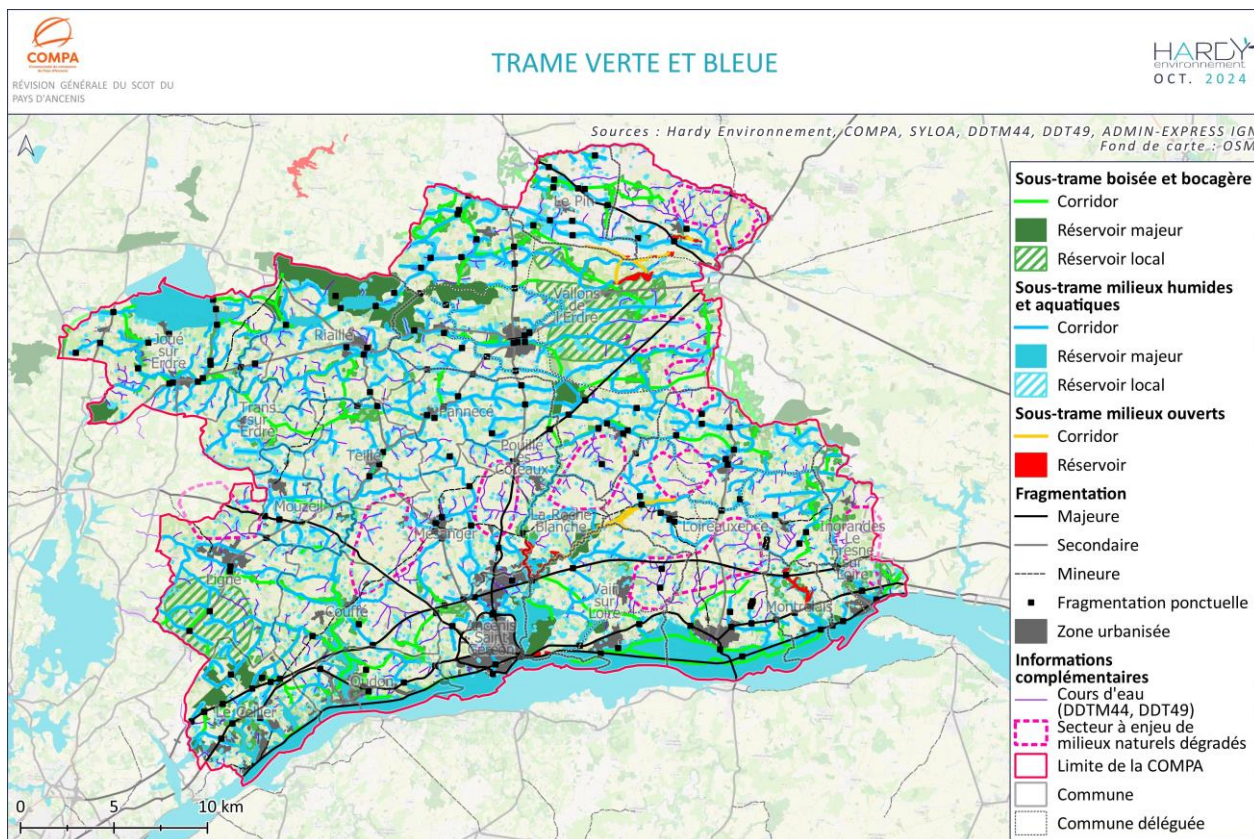 COMPA
RÉVISION GÉNÉRALE DU SCOT DU
PAYS D'ANCENIS
TRAME VERTE ET BLEUE
HARDY
environnement
OCT. 2024
Sources : Hardy Environnement, COMPA, SYLOA, DDTM44, DDT49, ADMIN-EXPRESS IGN
Fond de carte : OSM
Le Pin
Vallons
de
l'Erdre
Joué
sur
Erdre
Riaillé
Trans
sur
Erdre
Pannecé
Teillé
Pouillé
les
Côteaux
Mouzeil
Mésanger
La Roche
Blanche
Loireauxence
Ingrandes
Le
Fresne
sur
Loire
Ligné
Couffé
Vair
sur
Loire
Montrelais
Ancenis
Saint
Géréon
Oudon
Le Cellier
0 5 10 km
Sous-trame boisée et bocagère
Corridor
Réservoir majeur
Réservoir local
Sous-trame milieux humides
et aquatiques
Corridor
Réservoir majeur
Réservoir local
Sous-trame milieux ouverts
Corridor
Réservoir
Fragmentation
Majeure
Secondaire
Mineure
Fragmentation ponctuelle
Zone urbanisée
Informations
complémentaires
Cours d'eau
(DDTM44, DDT49)
Secteur à enjeu de
milieux naturels dégradés
Limite de la COMPA
Commune
Commune déléguée